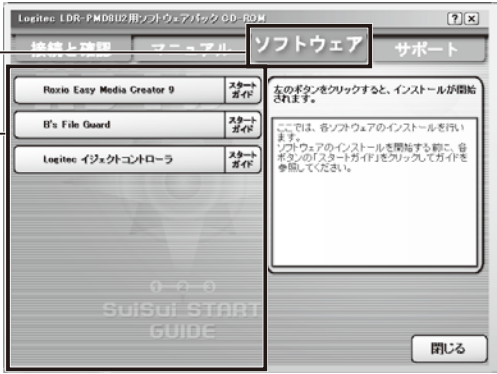 Logitec LDR-PMD8U2用ソフトウェアパック CD-ROM
接続と確認 マニュアル ソフトウェア サポート
Roxio Easy Media Creator 9
スタート
ガイド
B's File Guard
スタート
ガイド
Logitec イジェクトコントローラ
スタート
ガイド
左のボタンをクリックすると、インストールが開始
されます。
ここでは、各ソフトウェアのインストールを行い
ます。
ソフトウェアのインストールを開始する前に、各
ボタンの「スタートガイド」をクリックしてガイドを
参照してください。
1 2 3
SuiSui START
GUIDE
閉じる